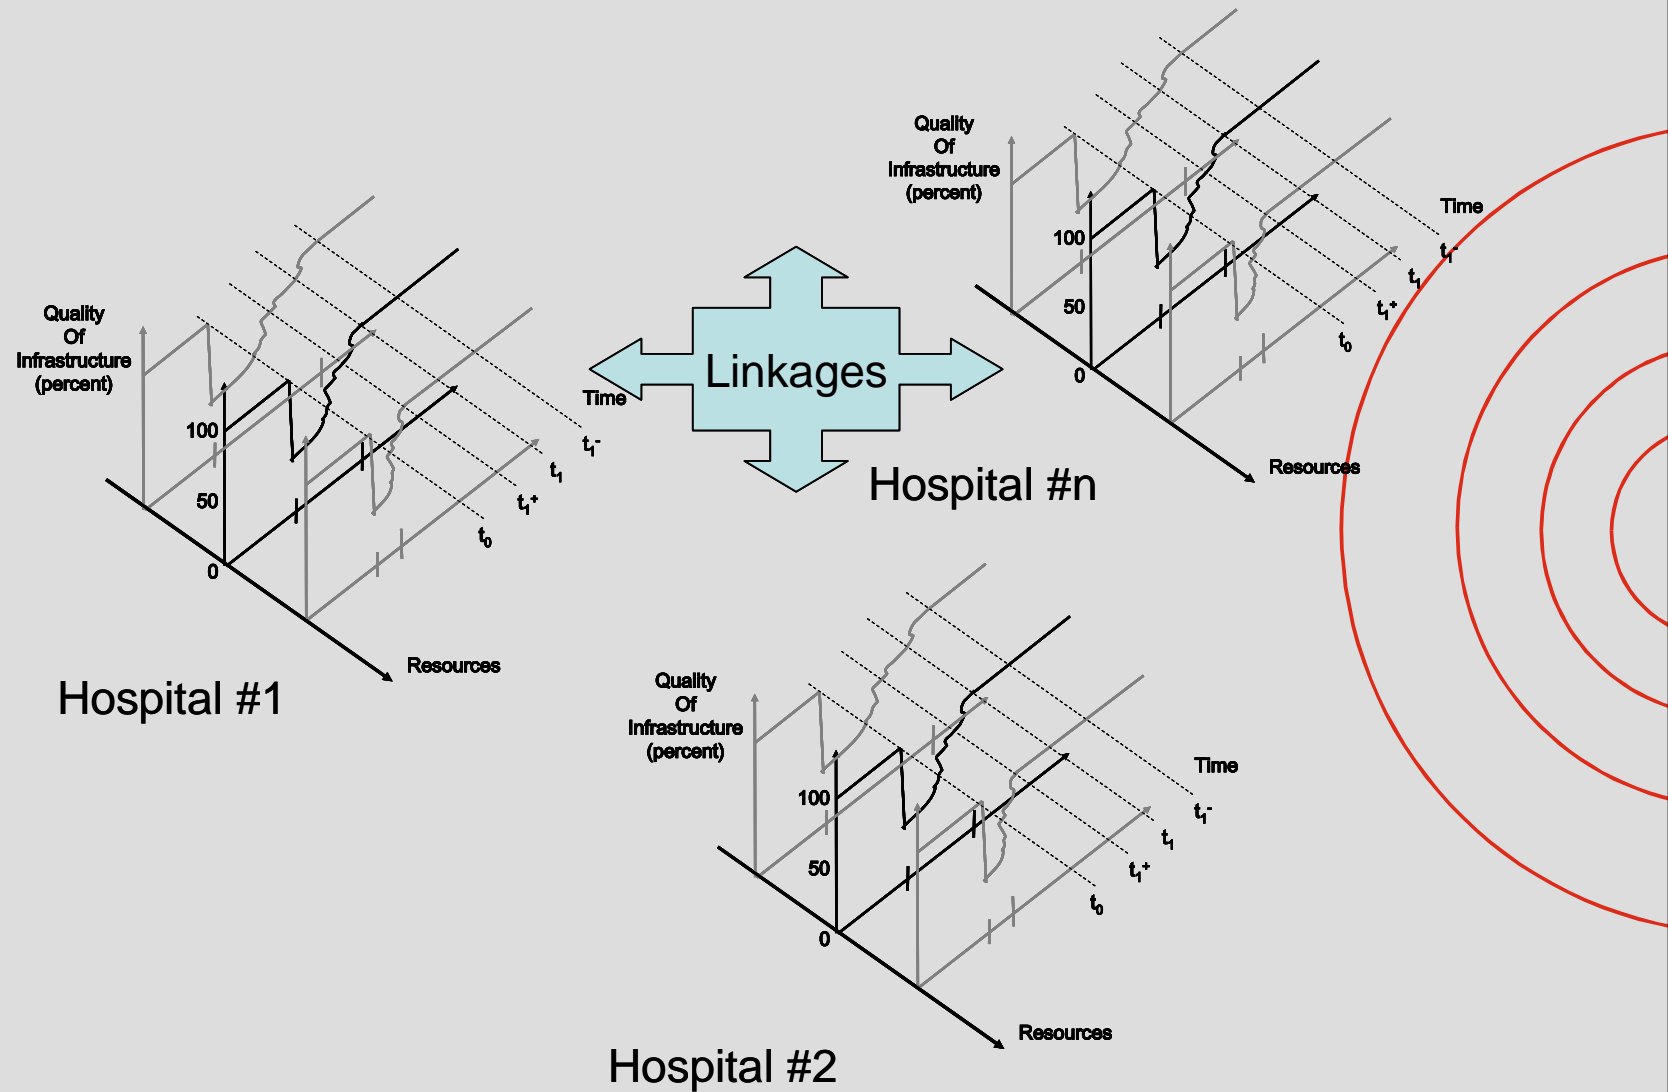 Quality
Of
Infrastructure
(percent)
100
50
0
Time
t1-
t1
t1+
t0
Resources
Hospital #1
Linkages
Quality
Of
Infrastructure
(percent)
100
50
0
Time
t1-
t1
t1+
t0
Resources
Hospital #n
Quality
Of
Infrastructure
(percent)
100
50
0
Time
t1-
t1
t1+
t0
Resources
Hospital #2